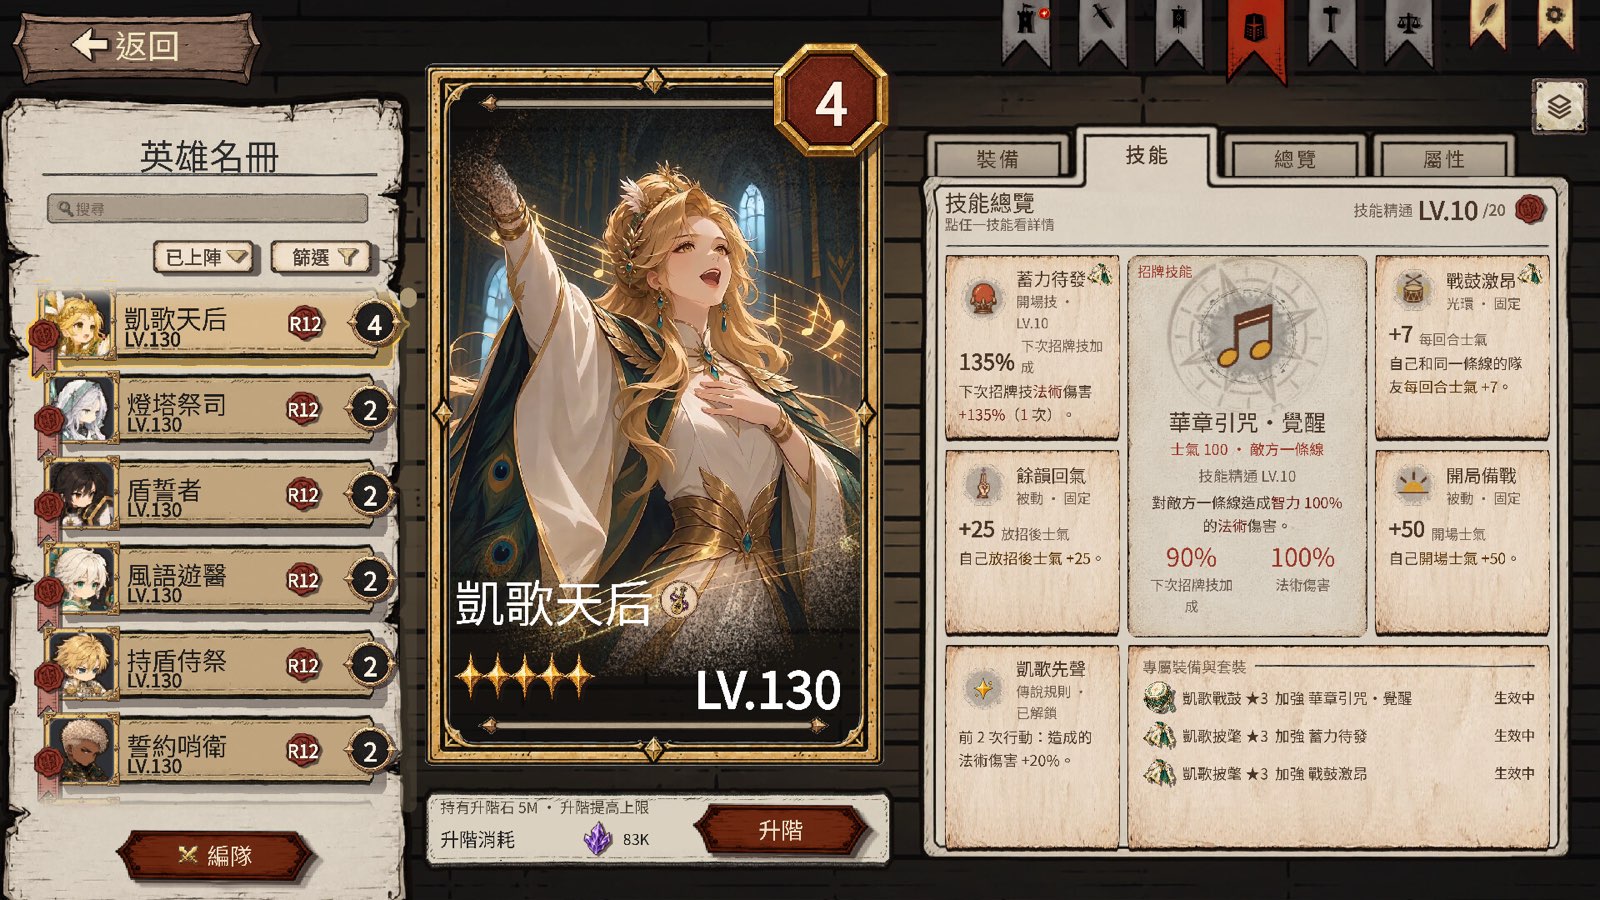 返回
英雄名冊
搜尋
已上陣
篩選
凱歌天后
LV.130
R12
4
燈塔祭司
LV.130
R12
2
盾誓者
LV.130
R12
2
風語遊醫
LV.130
R12
2
持盾侍祭
LV.130
R12
2
誓約哨衛
LV.130
R12
2
編隊
4
凱歌天后
LV.130
持有升階石 5M · 升階提高上限
升階消耗
83K
升階
裝備
技能
總覽
屬性
技能總覽
點任一技能看詳情
技能精通 LV.10 /20
蓄力待發
開場技 ·
LV.10
135% 下次招牌技加
成
下次招牌技法術傷害
+135%（1 次）。
招牌技能
華章引咒·覺醒
士氣 100 · 敵方一條線
技能精通 LV.10
對敵方一條線造成智力 100%
的法術傷害。
90%
下次招牌技加
成
100%
法術傷害
戰鼓激昂
光環 · 固定
+7 每回合士氣
自己和同一條線的隊
友每回合士氣 +7。
餘韻回氣
被動 · 固定
+25 放招後士氣
自己放招後士氣 +25。
開局備戰
被動 · 固定
+50 開場士氣
自己開場士氣 +50。
凱歌先聲
傳說規則 ·
已解鎖
前 2 次行動：造成的
法術傷害 +20%。
專屬裝備與套裝
凱歌戰鼓 ★3 加強 華章引咒·覺醒 生效中
凱歌披氅 ★3 加強 蓄力待發 生效中
凱歌披氅 ★3 加強 戰鼓激昂 生效中